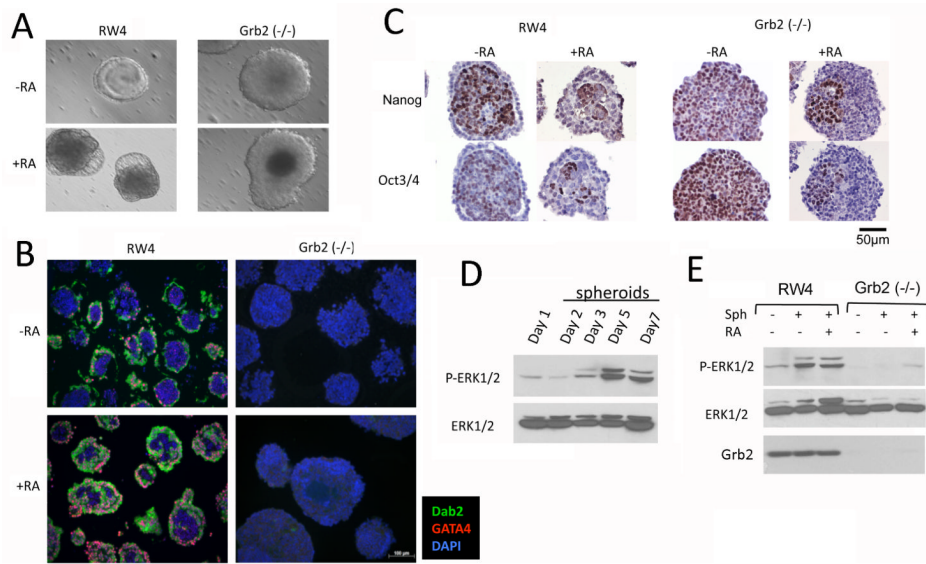 A
RW4
Grb2 (-/-)
-RA
+RA
B
RW4
Grb2 (-/-)
-RA
+RA
Dab2
GATA4
DAPI
100 µm
C
RW4
Grb2 (-/-)
-RA
+RA
-RA
+RA
Nanog
Oct3/4
50µm
D
spheroids
Day 1
Day 2
Day 3
Day 5
Day7
P-ERK1/2
ERK1/2
E
RW4
Grb2 (-/-)
Sph - + + - + +
RA + +
P-ERK1/2
ERK1/2
Grb2